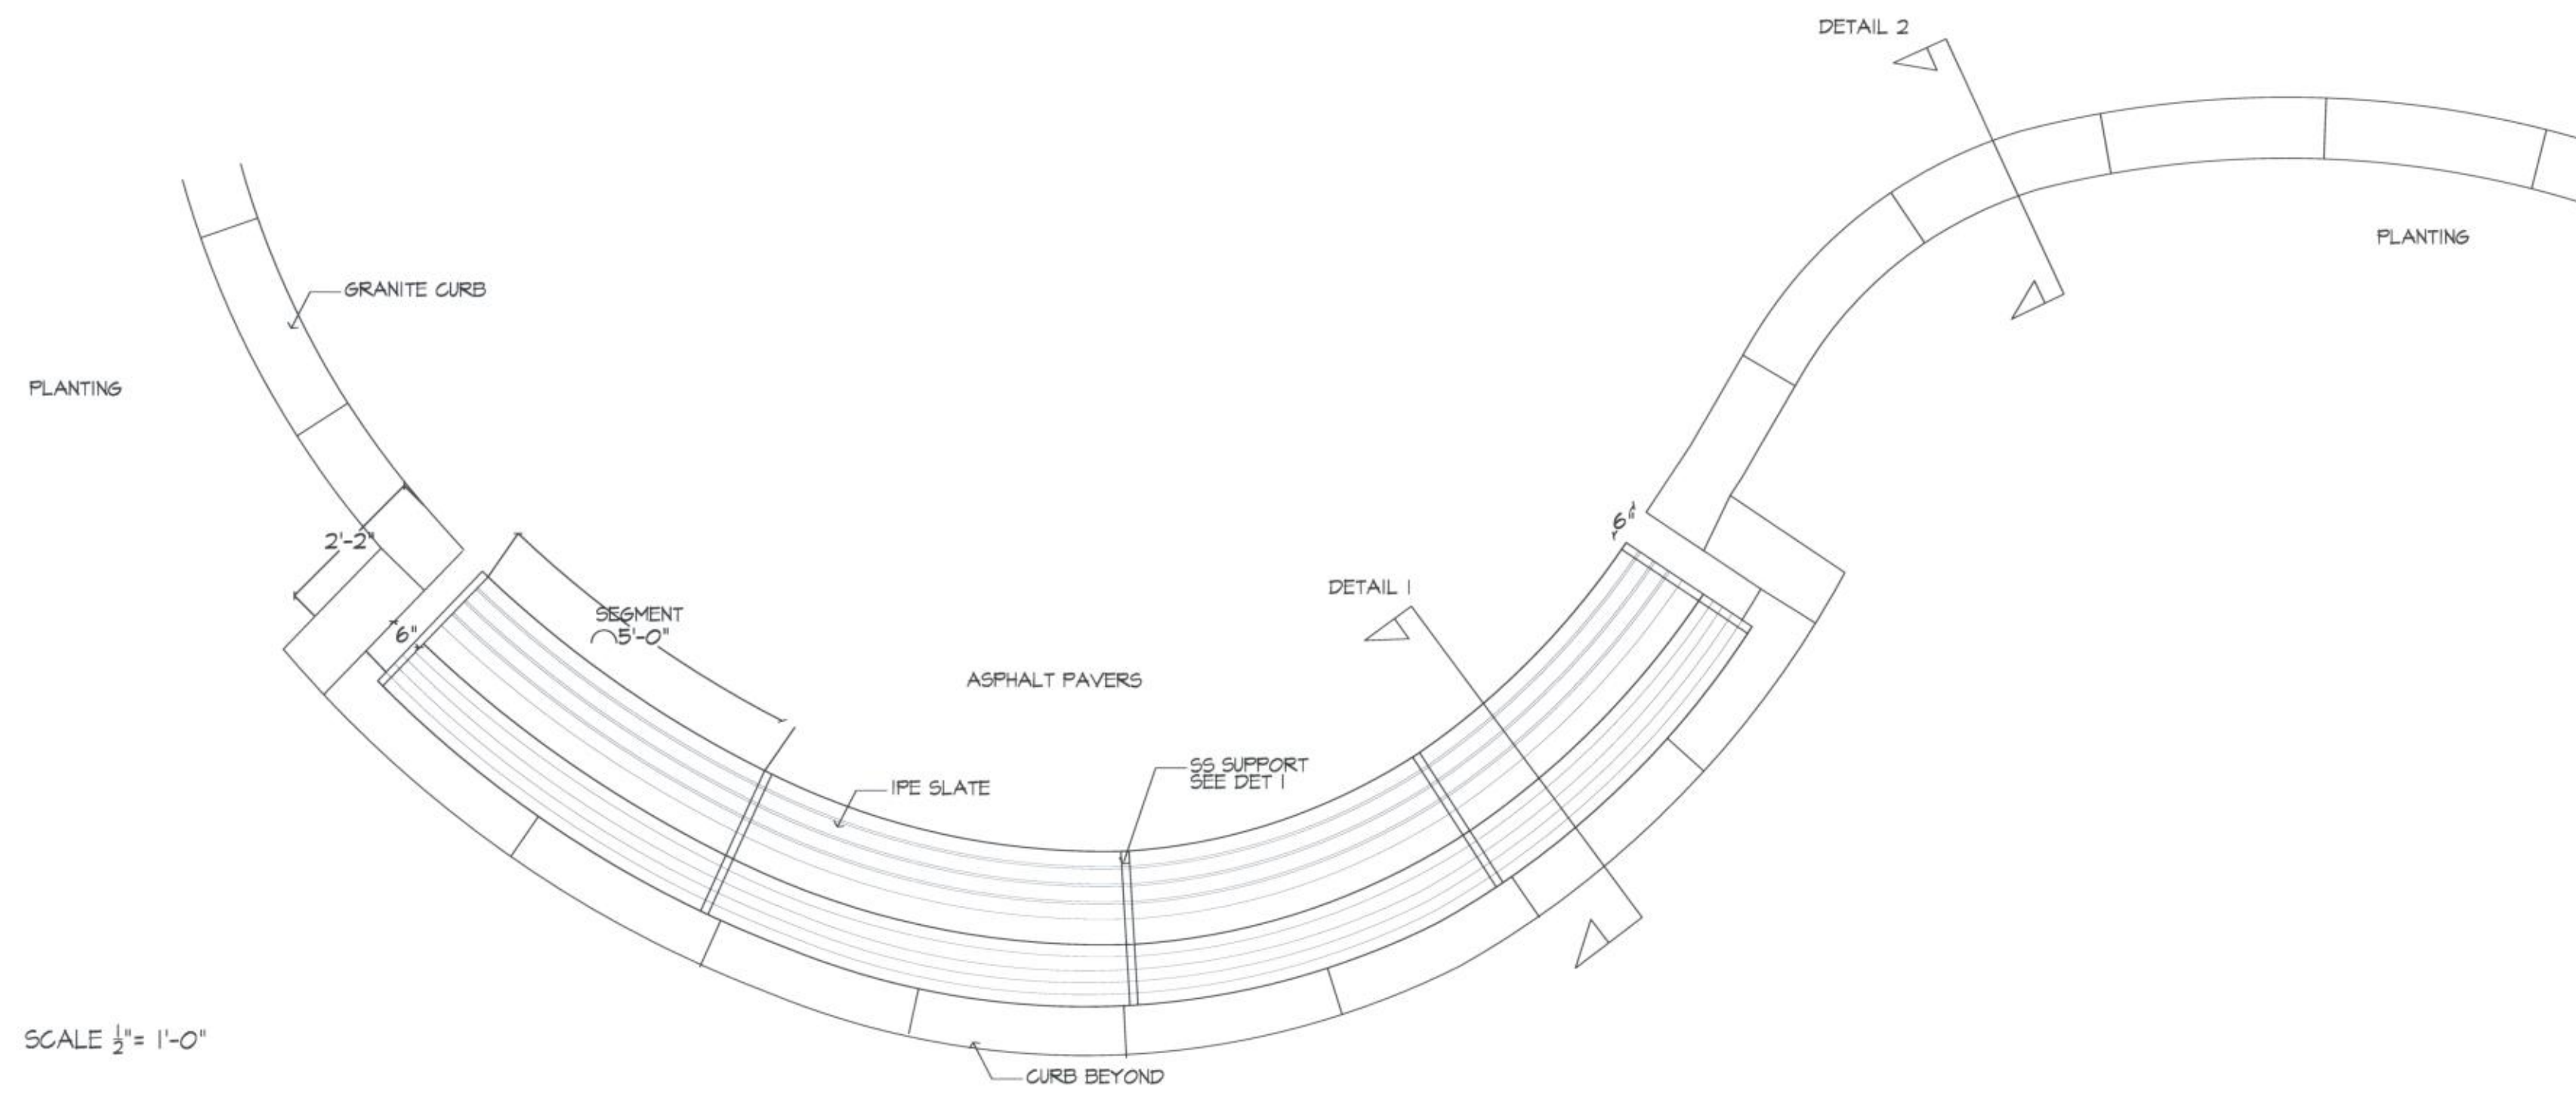 DETAIL 2
PLANTING
GRANITE CURB
PLANTING
6"
2'-2"
DETAIL 1
SEGMENT
⌒5'-0"
6"
ASPHALT PAVERS
SS SUPPORT
SEE DET 1
IPE SLATE
SCALE ½"= 1'-0"
CURB BEYOND